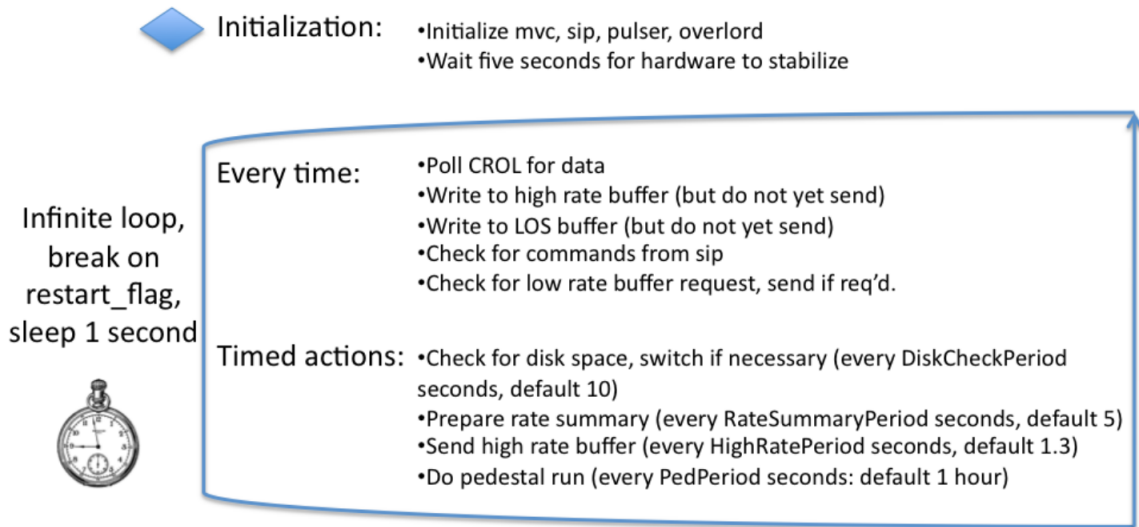 Initialization:
•Initialize mvc, sip, pulser, overlord
•Wait five seconds for hardware to stabilize
Infinite loop,
break on
restart_flag,
sleep 1 second
Every time:
•Poll CROL for data
•Write to high rate buffer (but do not yet send)
•Write to LOS buffer (but do not yet send)
•Check for commands from sip
•Check for low rate buffer request, send if req’d.
Timed actions:
•Check for disk space, switch if necessary (every DiskCheckPeriod
seconds, default 10)
•Prepare rate summary (every RateSummaryPeriod seconds, default 5)
•Send high rate buffer (every HighRatePeriod seconds, default 1.3)
•Do pedestal run (every PedPeriod seconds: default 1 hour)